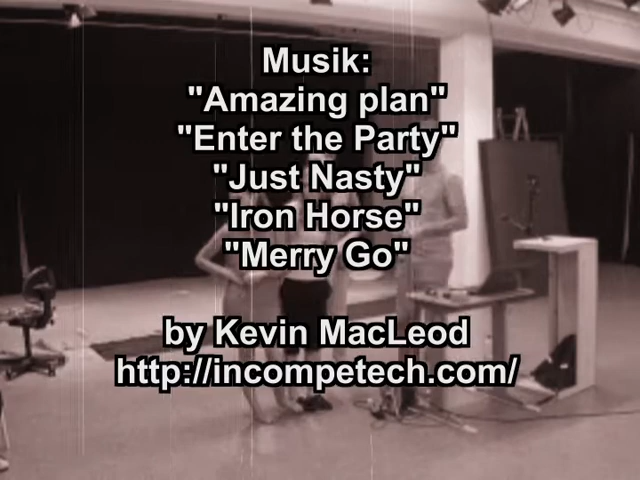 Musik:
"Amazing plan"
"Enter the Party"
"Just Nasty"
"Iron Horse"
"Merry Go"
by Kevin MacLeod
http://incompetech.com/